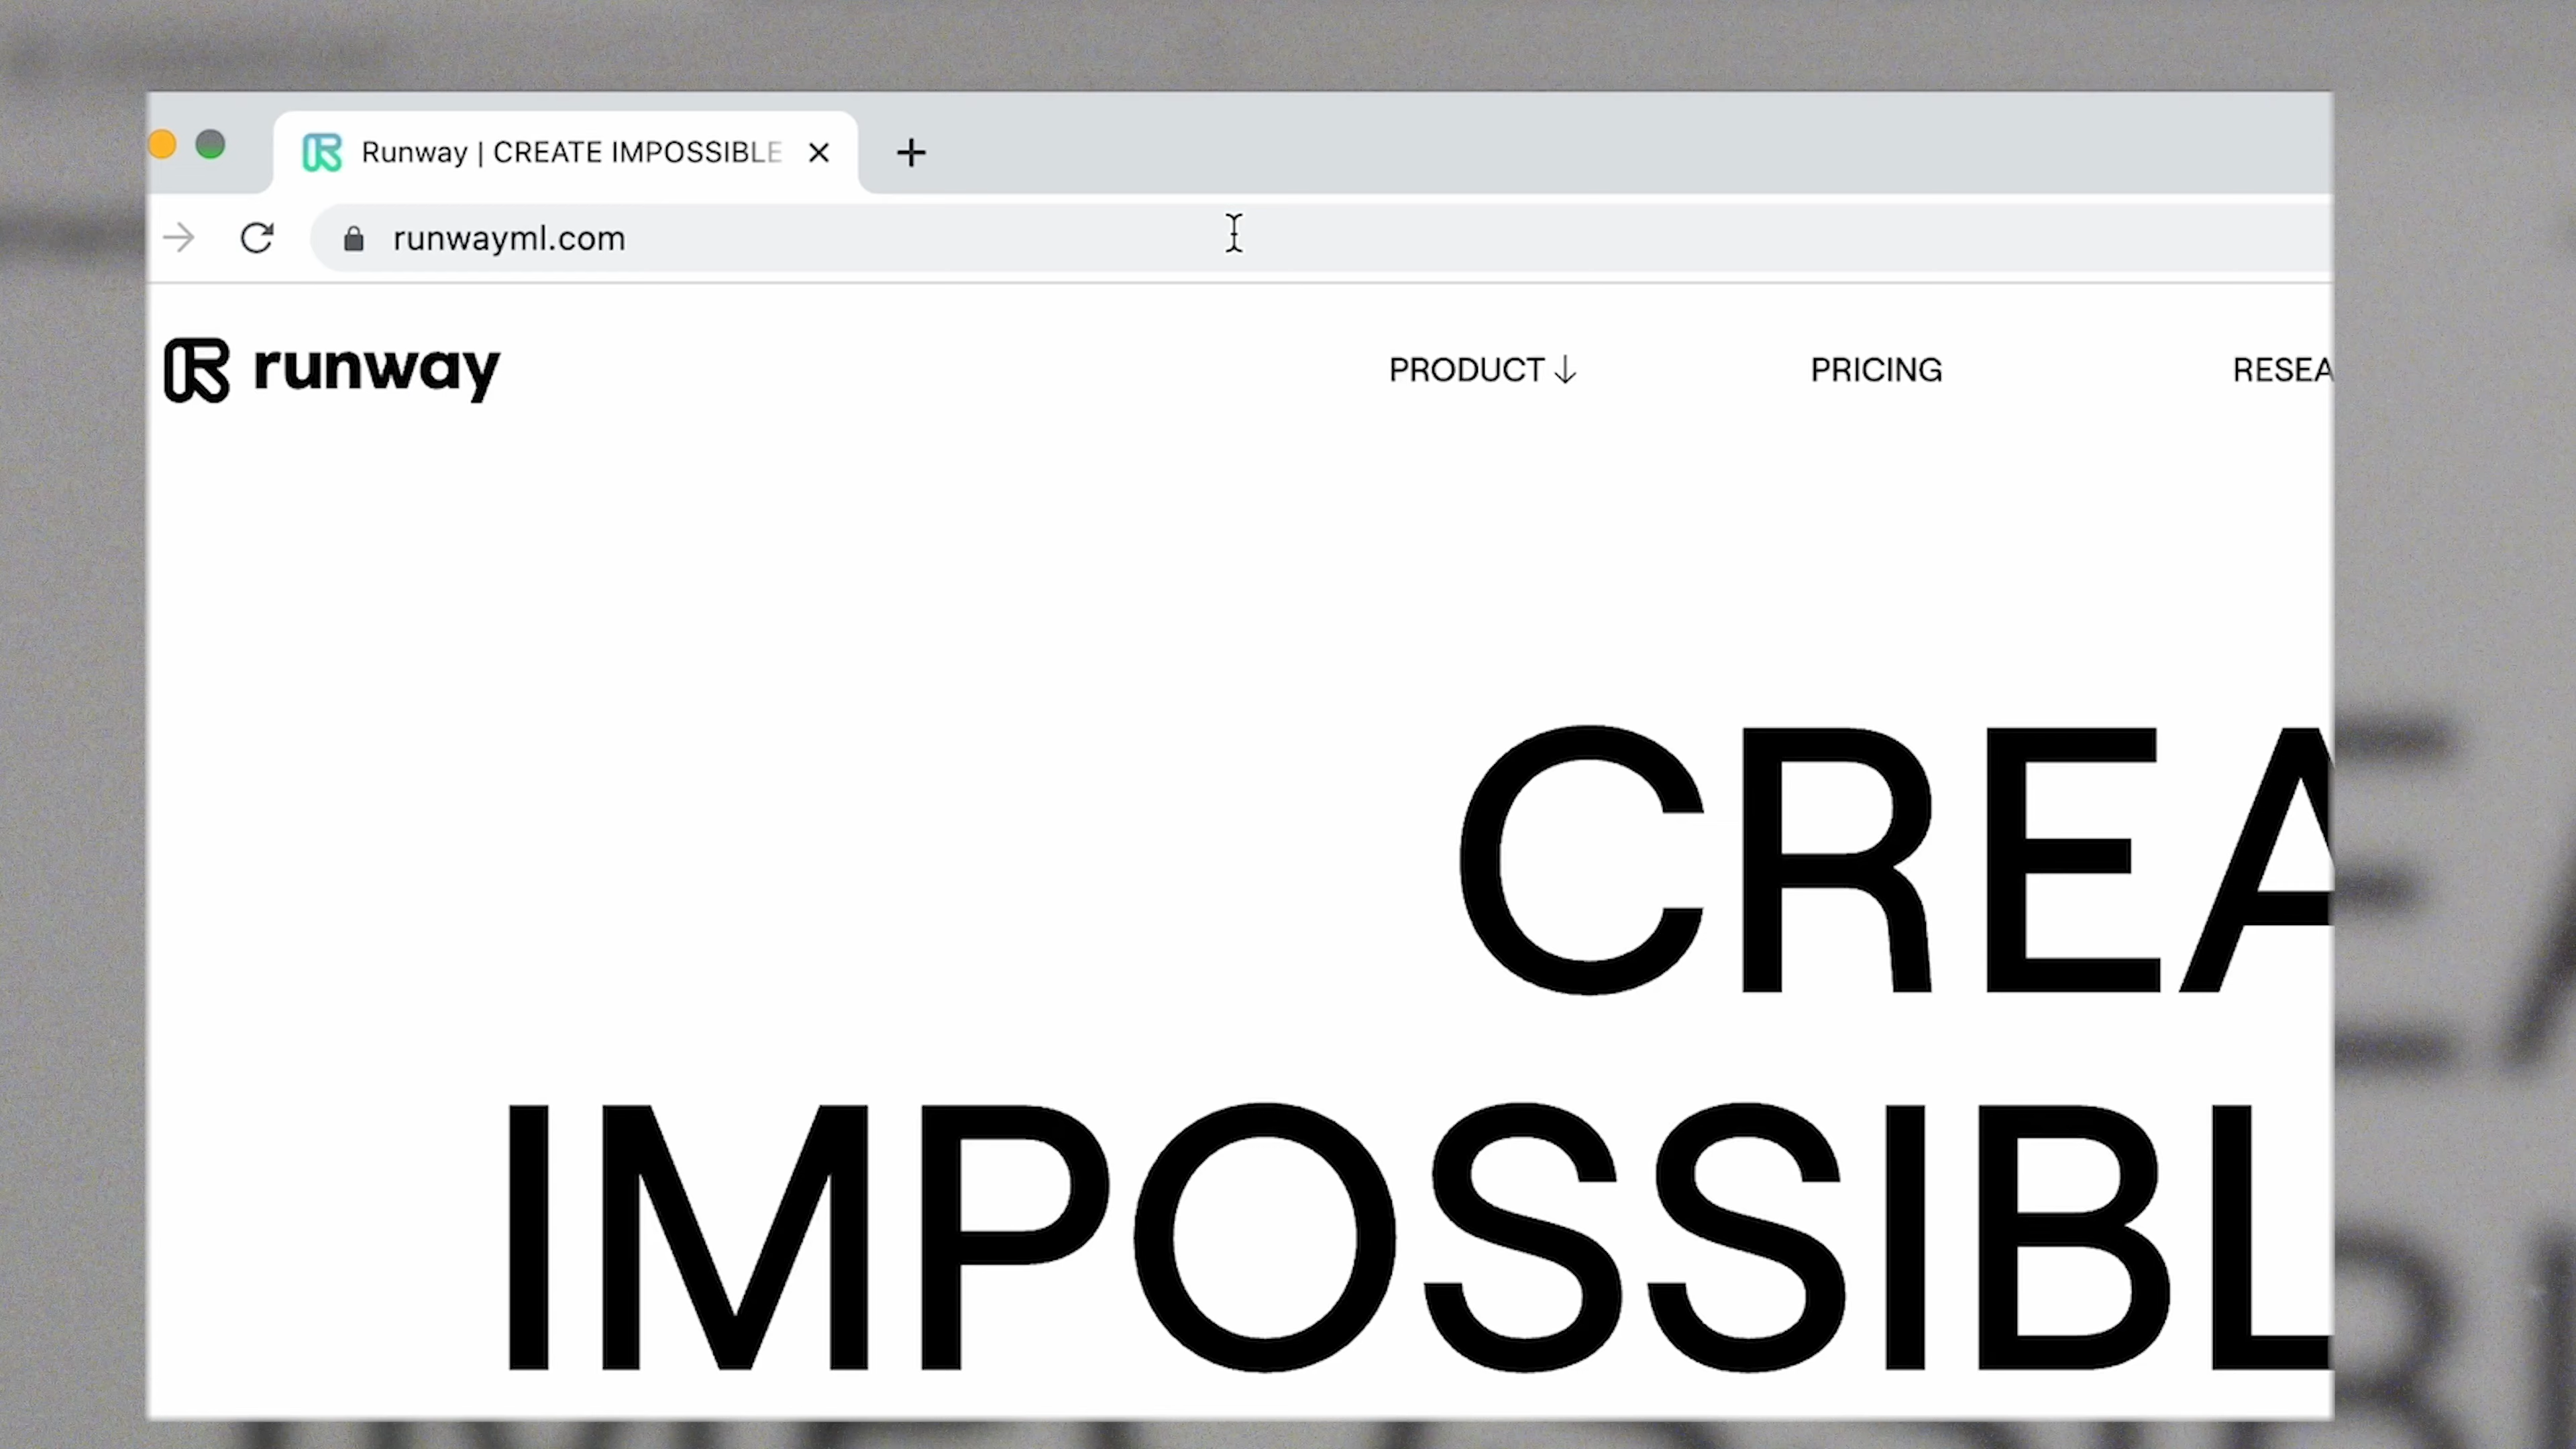 Runway | CREATE IMPOSSIBLE
runwayml.com
runway
PRODUCT ↓
PRICING
RESEA
CREA
IMPOSSIBL